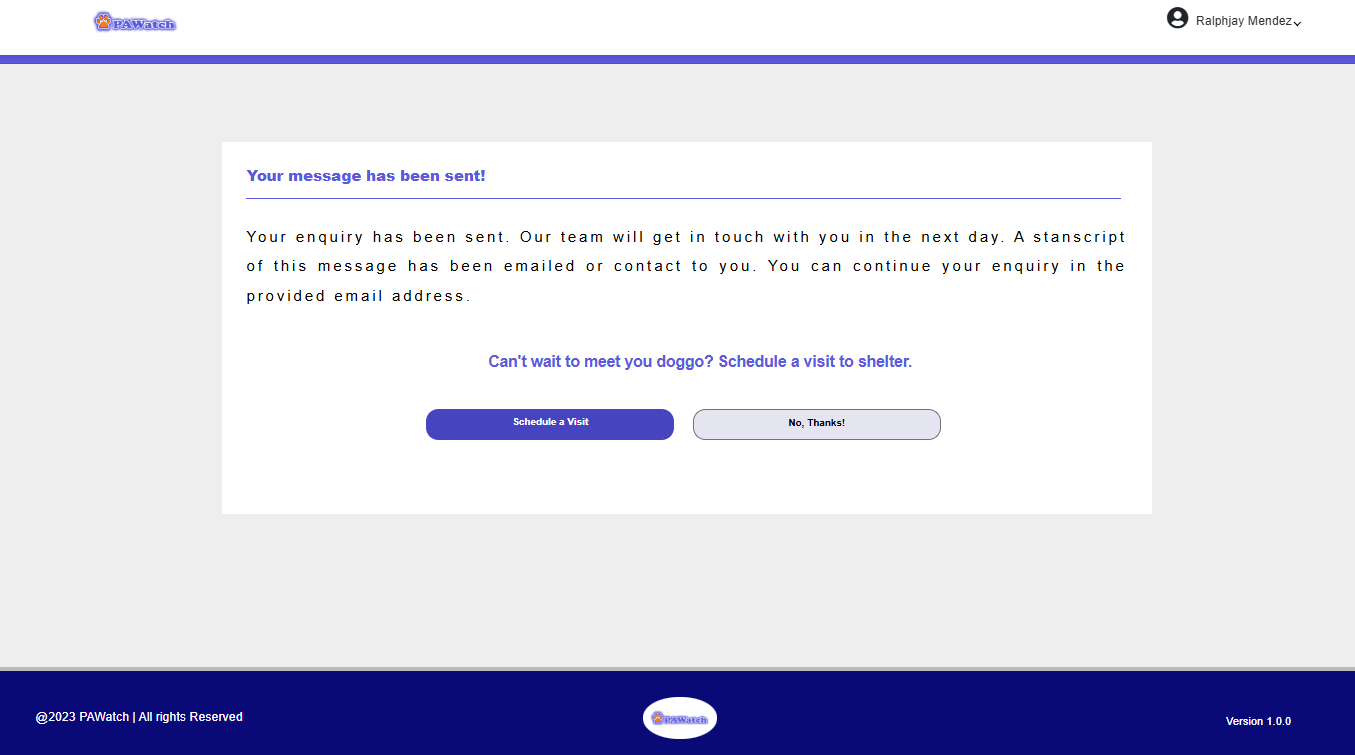 PAWatch
Ralphjay Mendez
Your message has been sent!
Your enquiry has been sent. Our team will get in touch with you in the next day. A stanscript
of this message has been emailed or contact to you. You can continue your enquiry in the
provided email address.
Can't wait to meet you doggo? Schedule a visit to shelter.
Schedule a Visit
No, Thanks!
@2023 PAWatch | All rights Reserved
PAWatch
Version 1.0.0